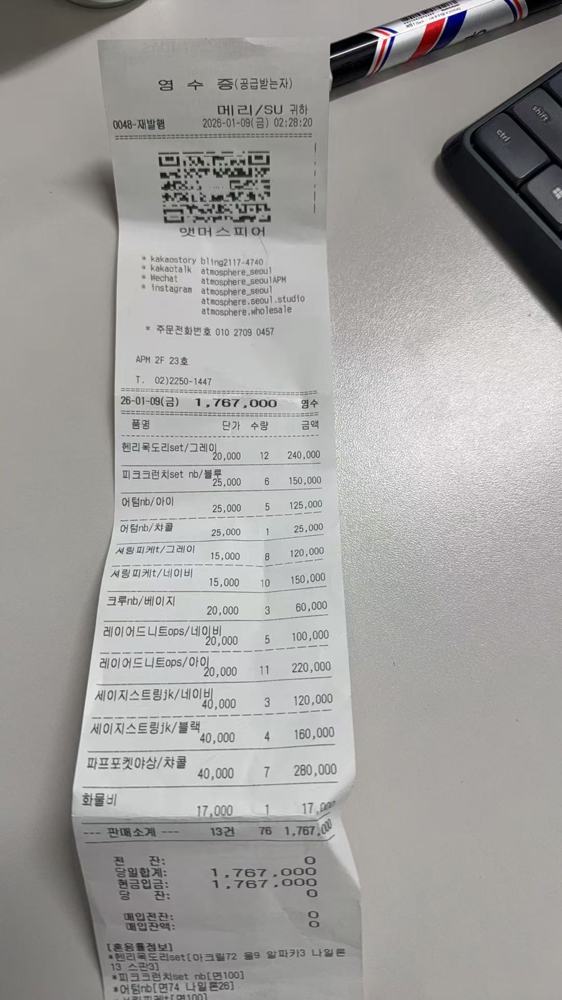 영 수 증(공급받는자)
메리/SU 귀하
0048-재발행 2026-01-09(금) 02:28:20
앳머스피어
* kakaostory bling2117-4740
* kakaotalk atmosphere_seoul
* Wechat atmosphere_seoulAPM
* instagram atmosphere_seoul
atmosphere.seoul.studio
atmosphere.wholesale
* 주문전화번호 010 2709 0457
APM 2F 23호
T. 02)2250-1447
26-01-09(금) 1,767,000 영수
품명 단가 수량 금액
헨리목도리set/그레이
20,000 12 240,000
피크크런치set nb/블루
25,000 6 150,000
어텀nb/아이
25,000 5 125,000
어텀nb/차콜
25,000 1 25,000
셔링피케t/그레이
15,000 8 120,000
셔링피케t/네이비
15,000 10 150,000
크루nb/베이지
20,000 3 60,000
레이어드니트ops/네이비
20,000 5 100,000
레이어드니트ops/아이
20,000 11 220,000
세이지스트링jk/네이비
40,000 3 120,000
세이지스트링jk/블랙
40,000 4 160,000
파프포켓야상/차콜
40,000 7 280,000
화물비
17,000 1 17,000
--- 판매소계 --- 13건 76 1,767,000
전 잔: 0
당일합계: 1,767,000
현금입금: 1,767,000
당 잔: 0
매입전잔: 0
매입잔액: 0
[혼용률정보]
*헨리목도리set[아크릴72 울9 알파카3 나일론
13 스판3]
*피크크런치set nb[면100]
*어텀nb[면74 나일론26]
ctrl
shift